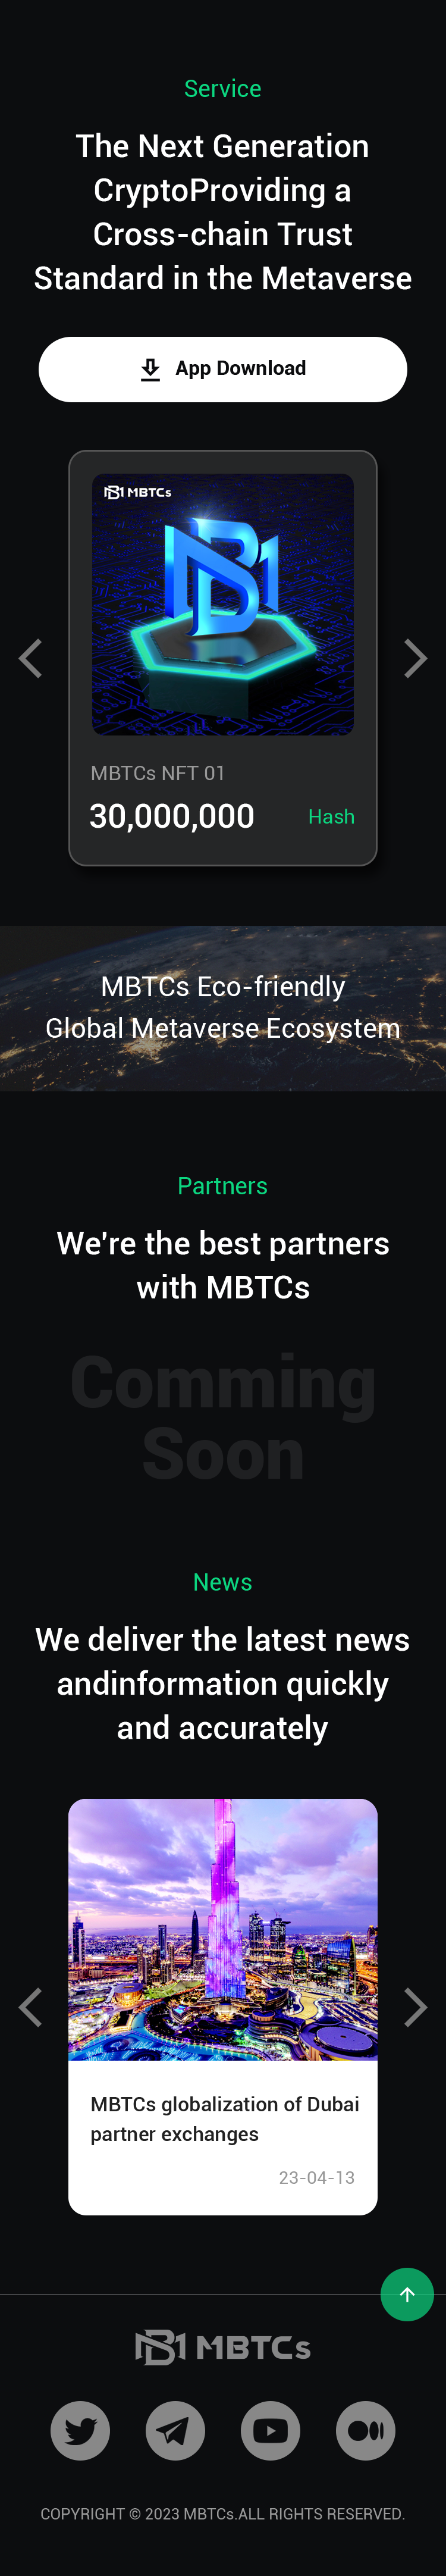 Service
The Next Generation
CryptoProviding a
Cross-chain Trust
Standard in the Metaverse
App Download
MBTCs
MBTCs NFT 01
30,000,000 Hash
MBTCs Eco-friendly
Global Metaverse Ecosystem
Partners
We're the best partners
with MBTCs
Comming
Soon
News
We deliver the latest news
andinformation quickly
and accurately
MBTCs globalization of Dubai
partner exchanges
23-04-13
MBTCs
COPYRIGHT © 2023 MBTCs.ALL RIGHTS RESERVED.